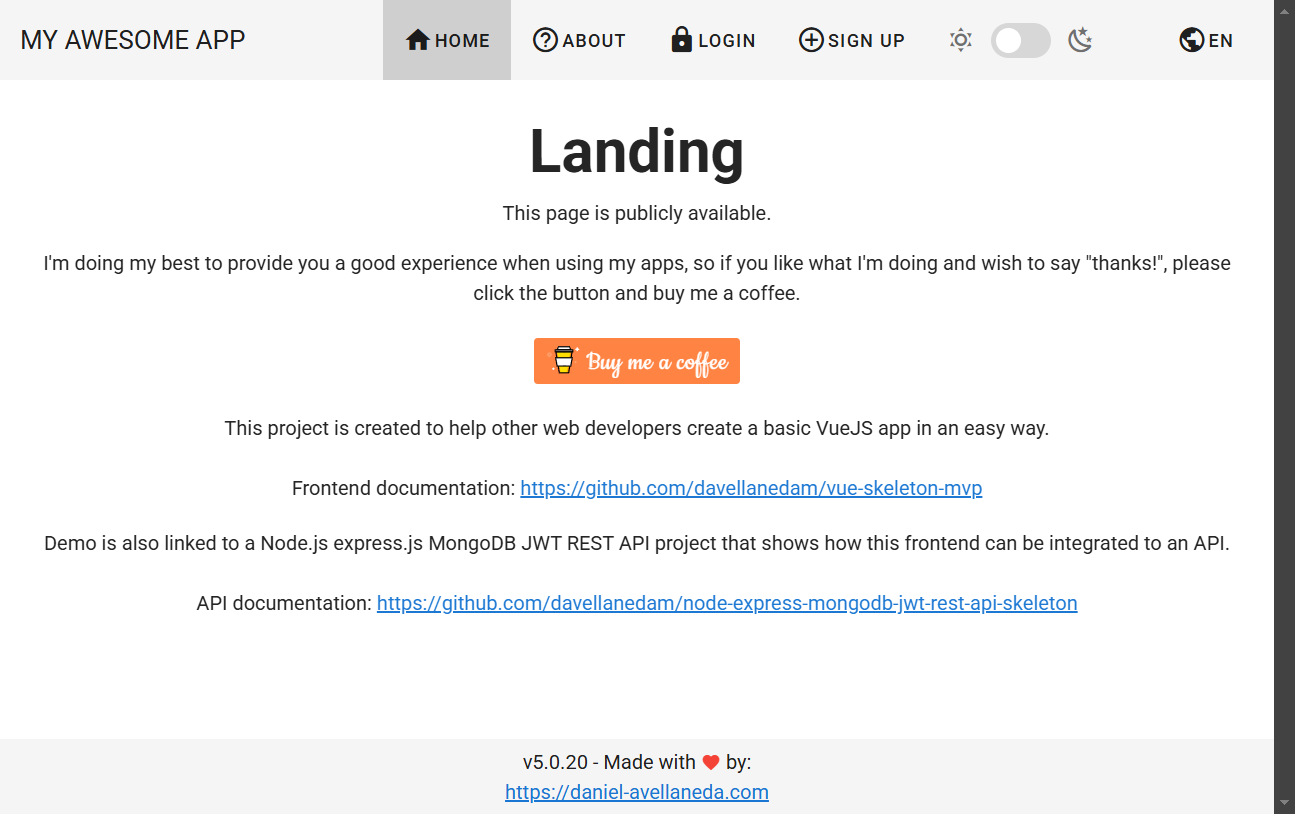 MY AWESOME APP
HOME
ABOUT
LOGIN
SIGN UP
EN
Landing
This page is publicly available.
I'm doing my best to provide you a good experience when using my apps, so if you like what I'm doing and wish to say "thanks!", please
click the button and buy me a coffee.
Buy me a coffee
This project is created to help other web developers create a basic VueJS app in an easy way.
Frontend documentation: https://github.com/davellanedam/vue-skeleton-mvp
Demo is also linked to a Node.js express.js MongoDB JWT REST API project that shows how this frontend can be integrated to an API.
API documentation: https://github.com/davellanedam/node-express-mongodb-jwt-rest-api-skeleton
v5.0.20 - Made with ❤ by:
https://daniel-avellaneda.com